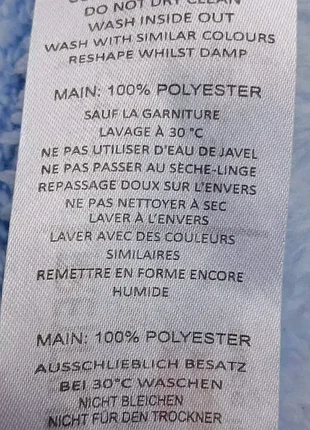 DO NOT DRY CLEAN
WASH INSIDE OUT
WASH WITH SIMILAR COLOURS
RESHAPE WHILST DAMP
MAIN: 100% POLYESTER
SAUF LA GARNITURE
LAVAGE À 30 °C
NE PAS UTILISER D'EAU DE JAVEL
NE PAS PASSER AU SÈCHE-LINGE
REPASSAGE DOUX SUR L'ENVERS
NE PAS NETTOYER À SEC
LAVER À L'ENVERS
LAVER AVEC DES COULEURS
SIMILAIRES
REMETTRE EN FORME ENCORE
HUMIDE
MAIN: 100% POLYESTER
AUSSCHLIEßLICH BESATZ
BEI 30°C WASCHEN
NICHT BLEICHEN
NICHT FÜR DEN TROCKNER